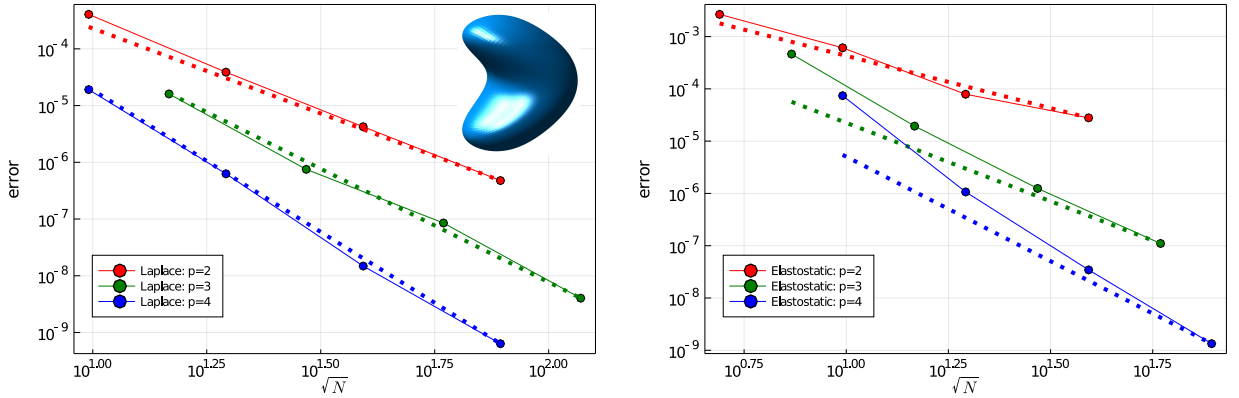 error
10^-4
10^-5
10^-6
10^-7
10^-8
10^-9
Laplace: p=2
Laplace: p=3
Laplace: p=4
10^1.00
10^1.25
10^1.50
10^1.75
10^2.00
√N
error
10^-3
10^-4
10^-5
10^-6
10^-7
10^-8
10^-9
Elastostatic: p=2
Elastostatic: p=3
Elastostatic: p=4
10^0.75
10^1.00
10^1.25
10^1.50
10^1.75
√N